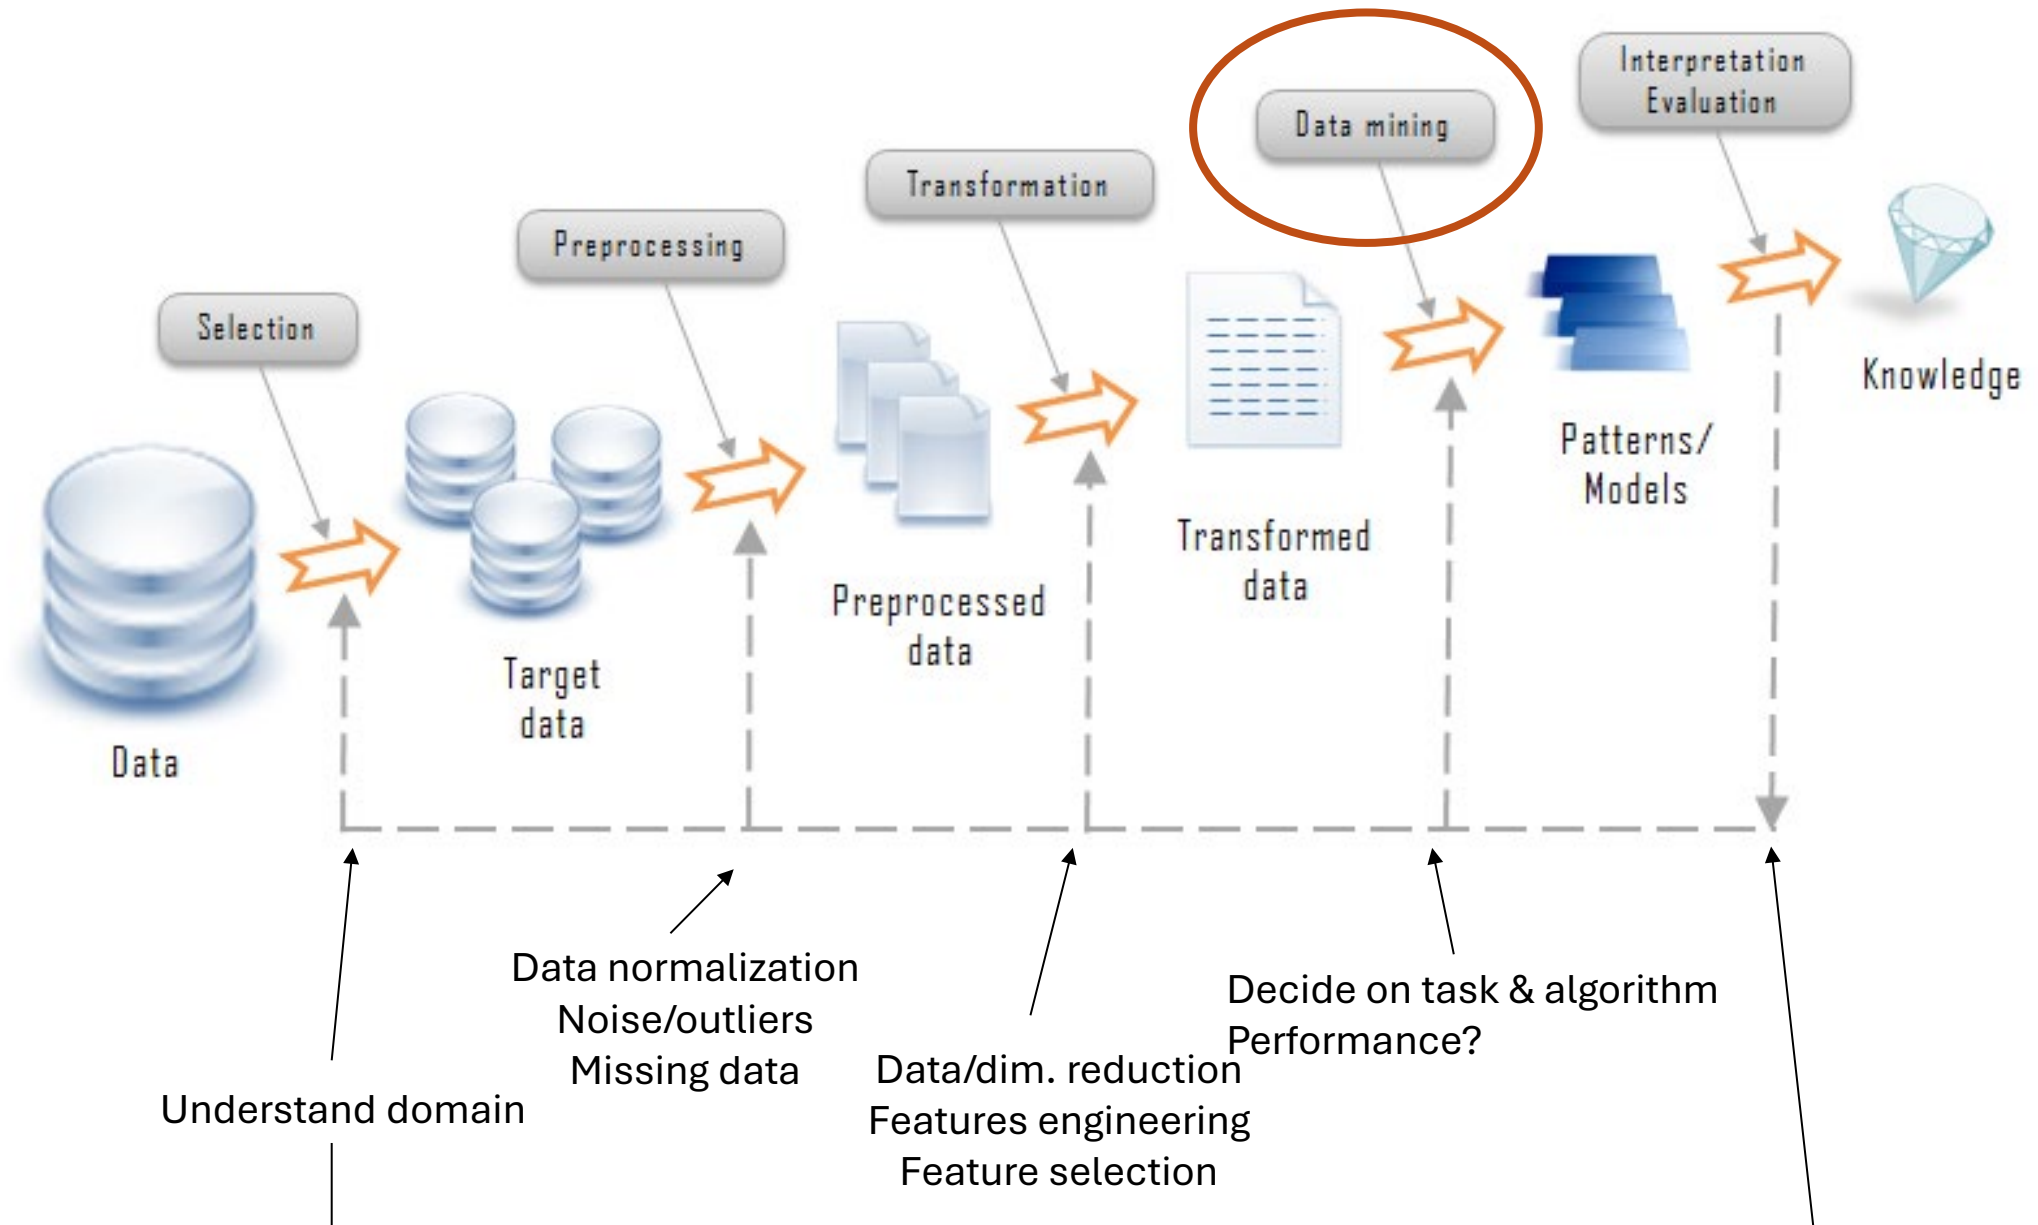 Interpretation
Evaluation
Data mining
Transformation
Preprocessing
Selection
Knowledge
Patterns/
Models
Transformed
data
Preprocessed
data
Target
data
Data
Understand domain
Data normalization
Noise/outliers
Missing data
Data/dim. reduction
Features engineering
Feature selection
Decide on task & algorithm
Performance?